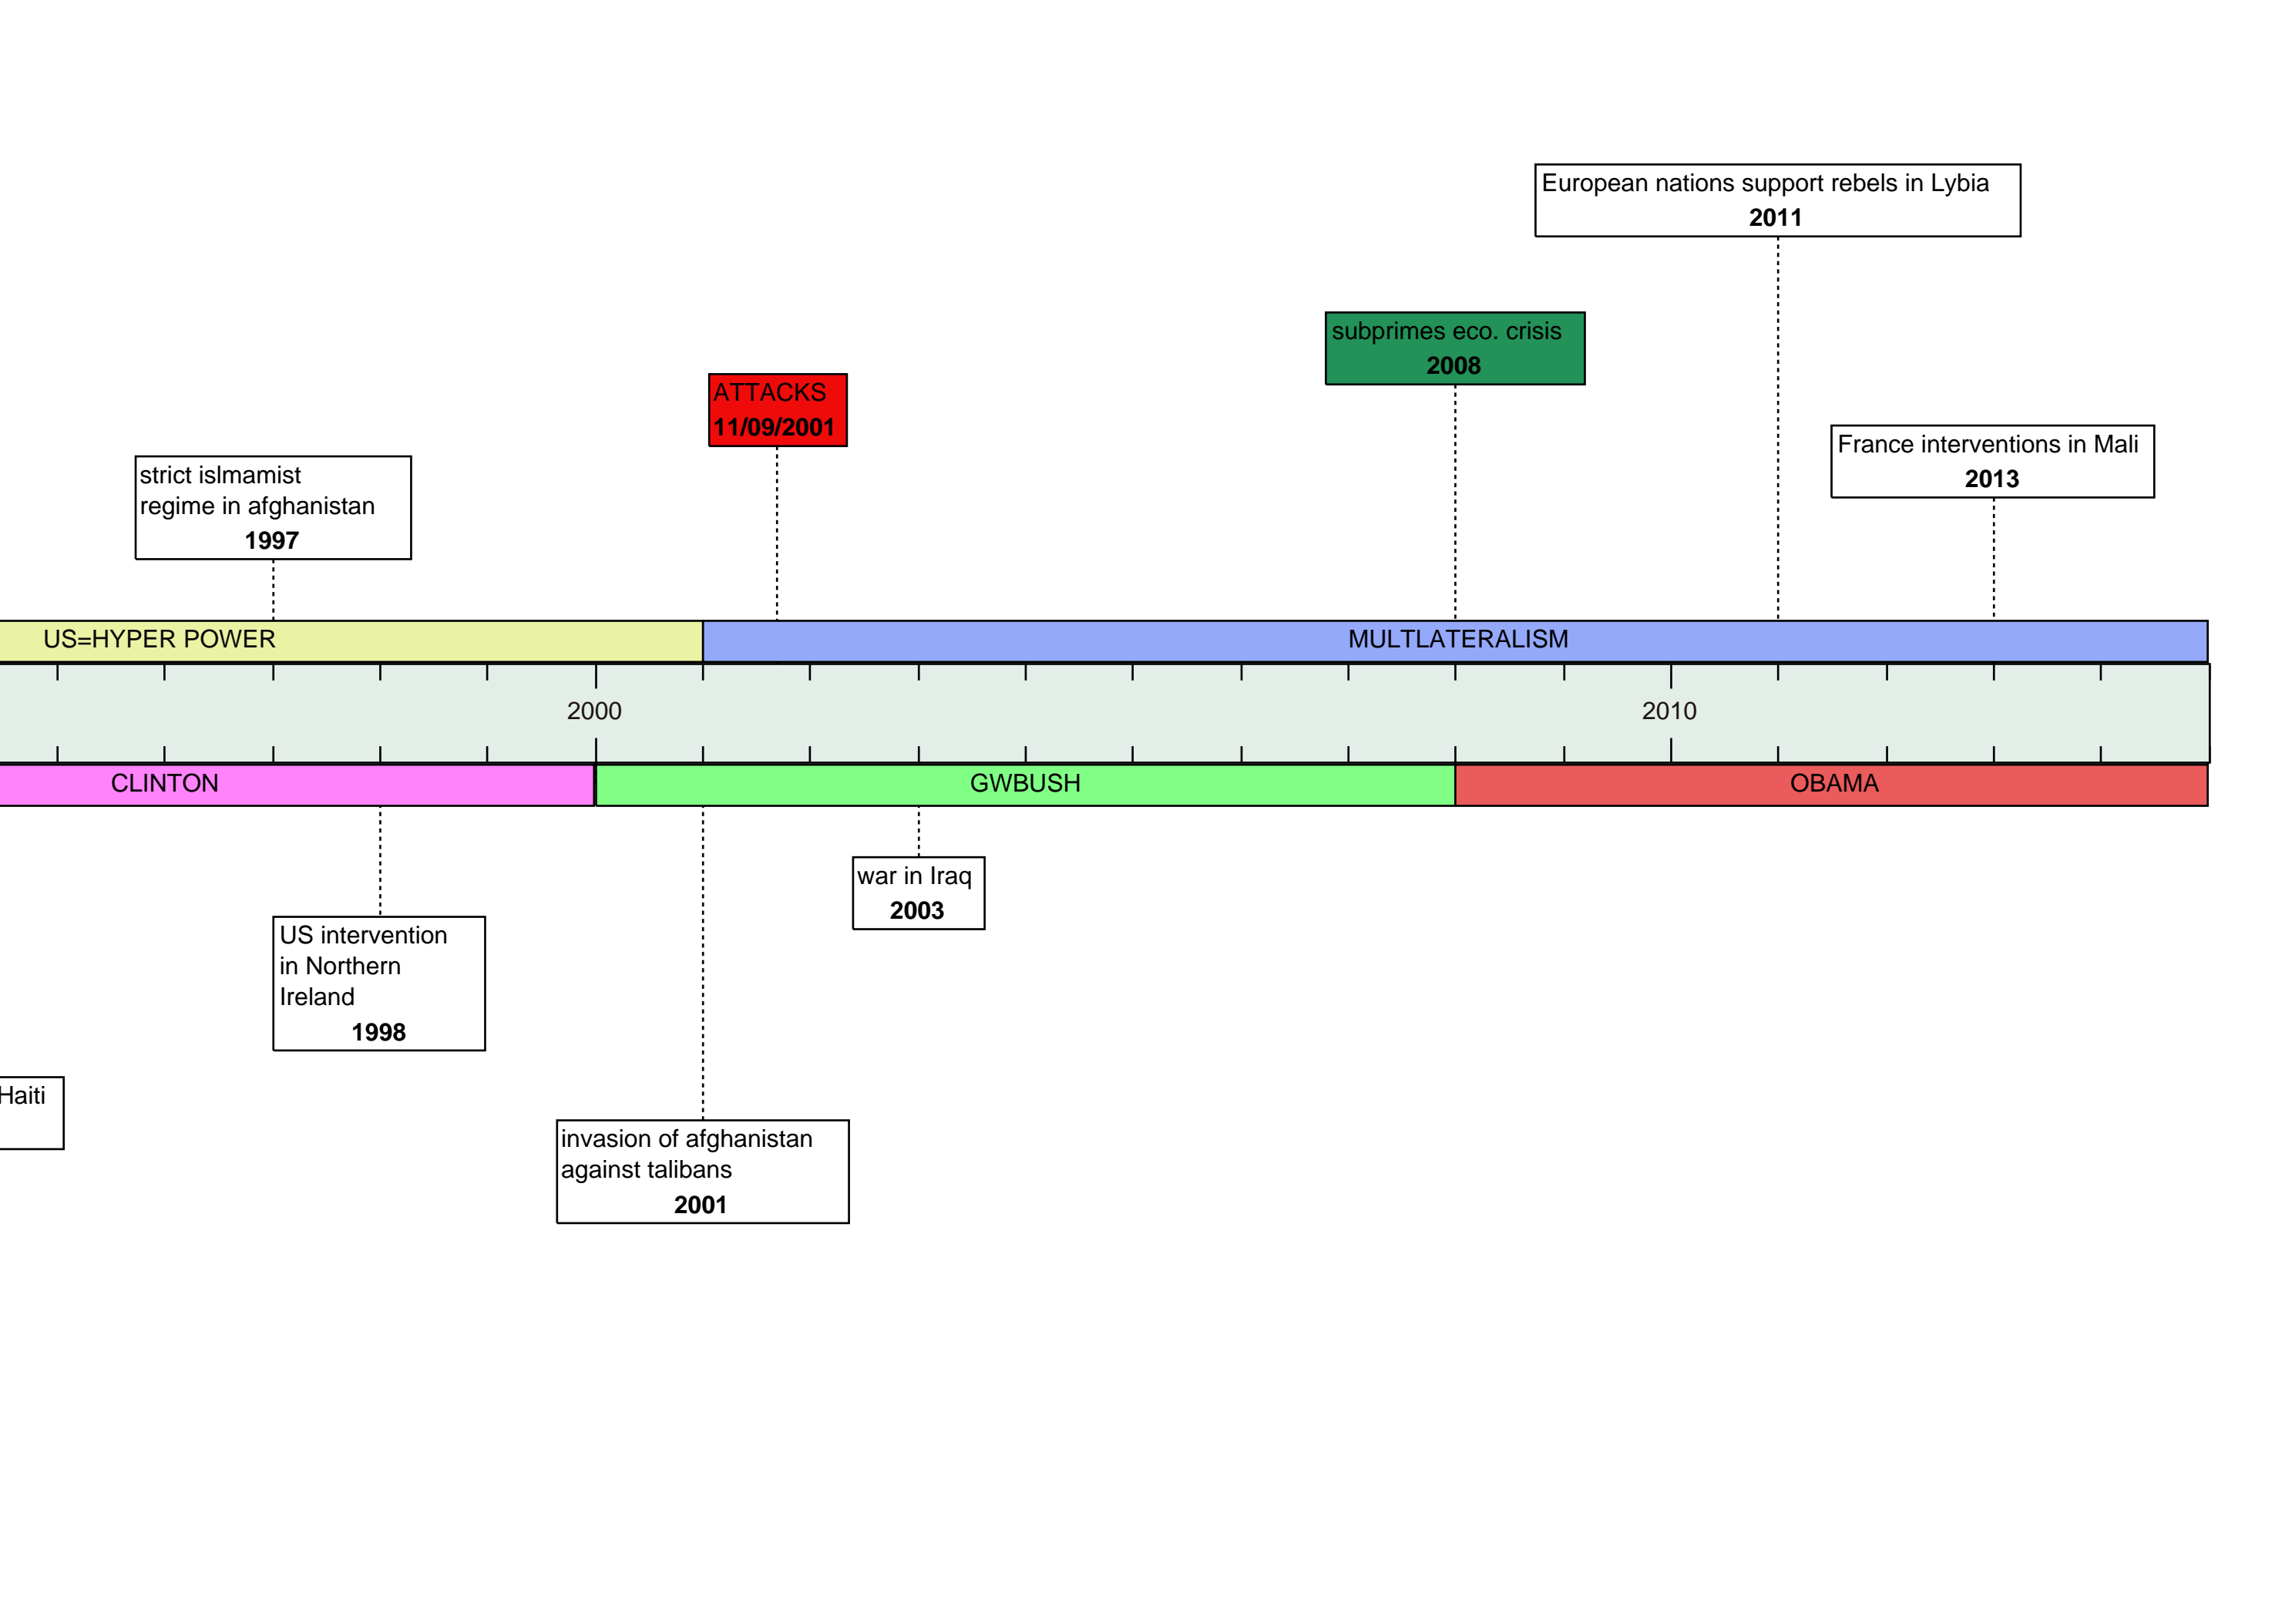 European nations support rebels in Lybia
2011
subprimes eco. crisis
2008
ATTACKS
11/09/2001
France interventions in Mali
2013
strict islmamist
regime in afghanistan
1997
US=HYPER POWER
MULTLATERALISM
2000
2010
CLINTON
GWBUSH
OBAMA
war in Iraq
2003
US intervention
in Northern
Ireland
1998
Haiti
invasion of afghanistan
against talibans
2001